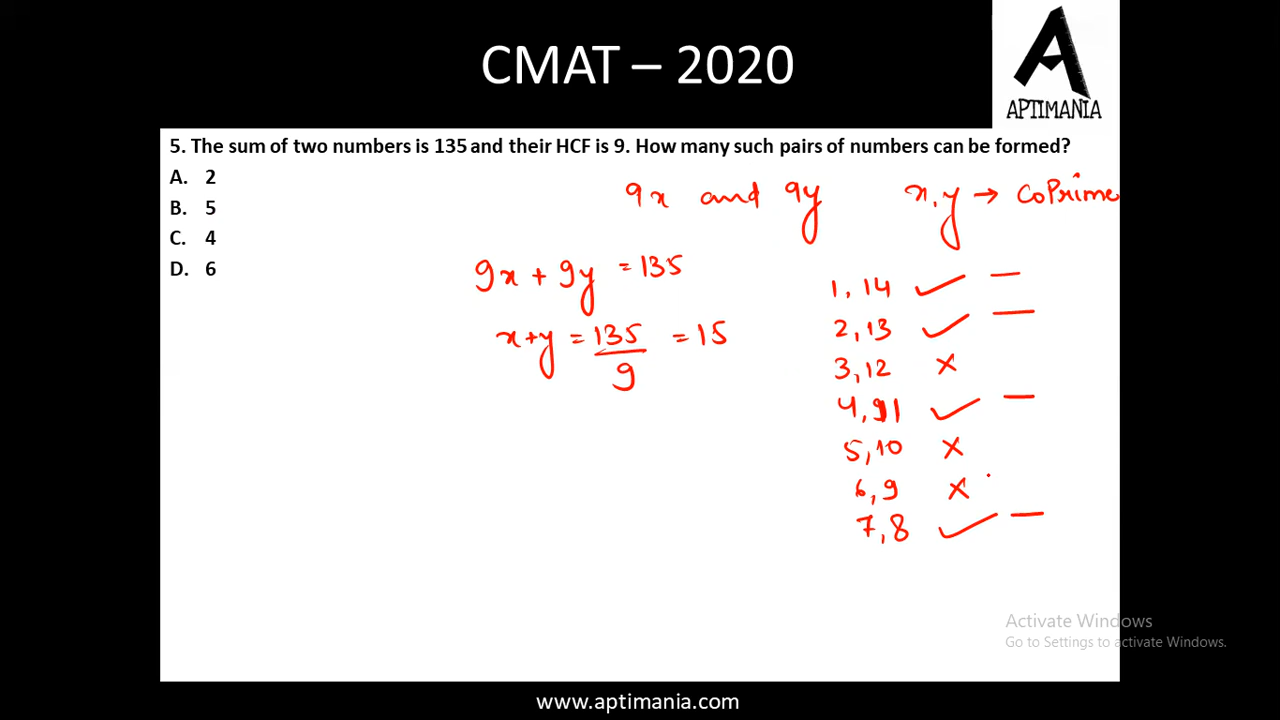 CMAT – 2020
APTIMANIA
5. The sum of two numbers is 135 and their HCF is 9. How many such pairs of numbers can be formed?
A. 2
B. 5
C. 4
D. 6
9x and 9y x,y → CoPrime
9x + 9y = 135
x+y = 135/9 = 15
1, 14 ✓ —
2, 13 ✓ —
3, 12 ×
4, 11 ✓ —
5, 10 ×
6, 9 ×
7, 8 ✓ —
Activate Windows
Go to Settings to activate Windows.
www.aptimania.com